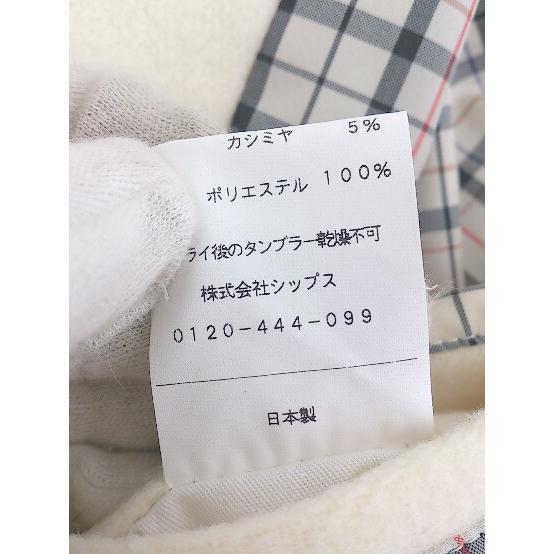 カシミヤ 5%
ポリエステル 100%
ライ後のタンブラー乾燥不可
株式会社シップス
0120-444-099
日本製